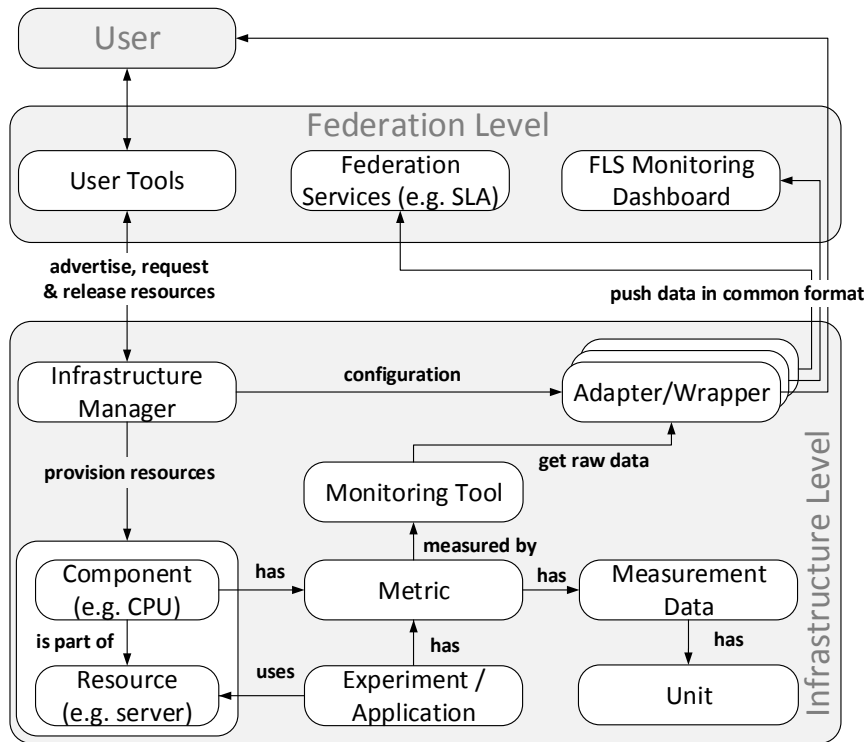 User
Federation Level
User Tools
Federation
Services (e.g. SLA)
FLS Monitoring
Dashboard
advertise, request
& release resources
push data in common format
Infrastructure
Manager
configuration
Adapter/Wrapper
provision resources
get raw data
Monitoring Tool
measured by
Component
(e.g. CPU)
has
Metric
has
Measurement
Data
is part of
has
has
Resource
(e.g. server)
uses
Experiment /
Application
Unit
Infrastructure Level